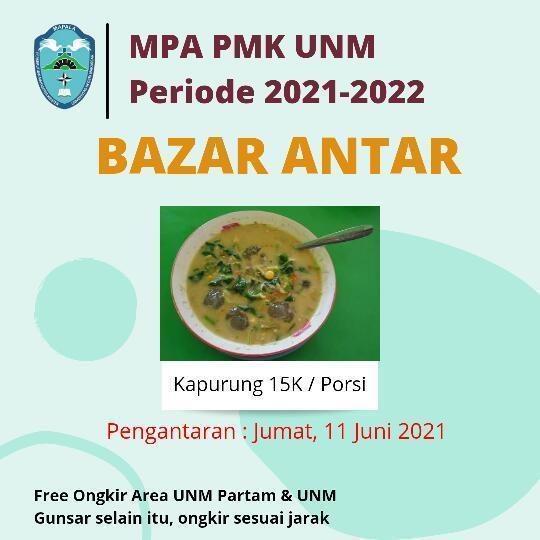 MAPALA
MPA PMK UNM
Periode 2021-2022
BAZAR ANTAR
Kapurung 15K / Porsi
Pengantaran : Jumat, 11 Juni 2021
Free Ongkir Area UNM Partam & UNM
Gunsar selain itu, ongkir sesuai jarak